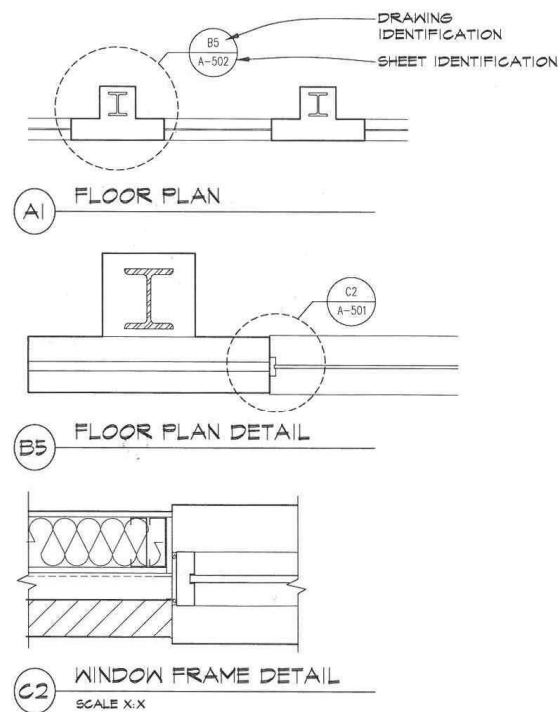 DRAWING
IDENTIFICATION
B5
A-502
SHEET IDENTIFICATION
A1 FLOOR PLAN
C2
A-501
B5 FLOOR PLAN DETAIL
C2 WINDOW FRAME DETAIL
SCALE X:X